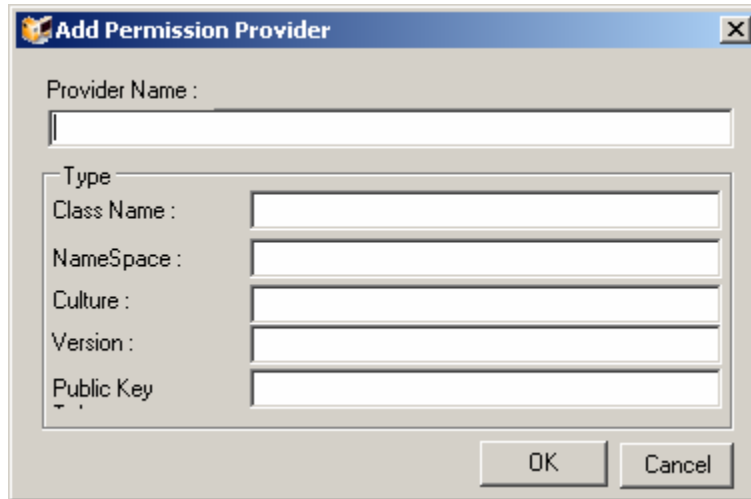 Add Permission Provider
Provider Name :
Type
Class Name :
NameSpace :
Culture :
Version :
Public Key
OK
Cancel